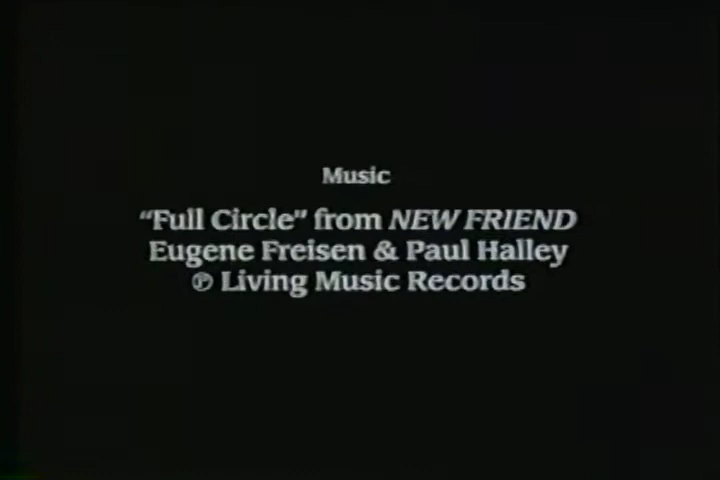 Music
“Full Circle” from NEW FRIEND
Eugene Freisen & Paul Halley
℗ Living Music Records